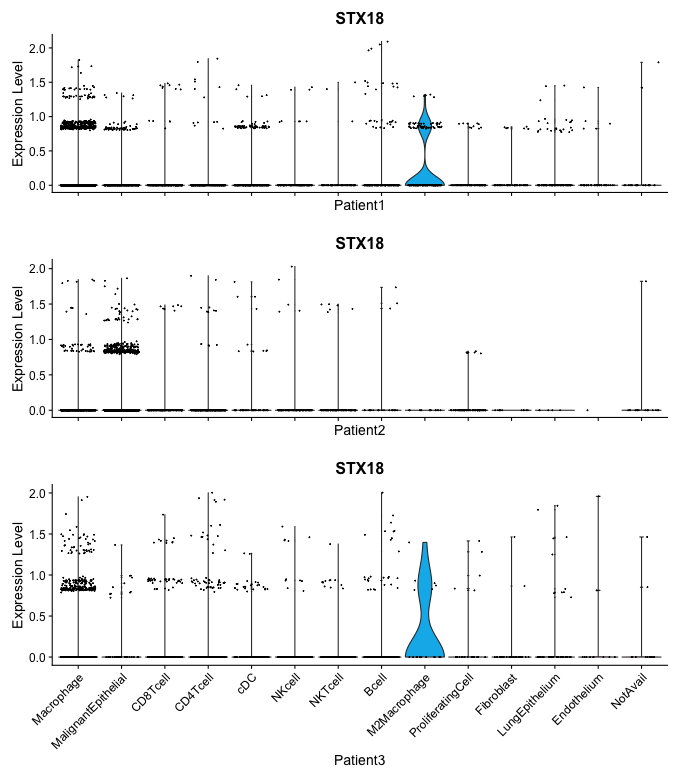 STX18
Expression Level
2.0
1.5
1.0
0.5
0.0
Patient1
STX18
Expression Level
2.0
1.5
1.0
0.5
0.0
Patient2
STX18
Expression Level
2.0
1.5
1.0
0.5
0.0
Macrophage
MalignantEpithelial
CD8Tcell
CD4Tcell
cDC
NKcell
NKTcell
Bcell
M2Macrophage
ProliferatingCell
Fibroblast
LungEpithelium
Endothelium
NotAvail
Patient3